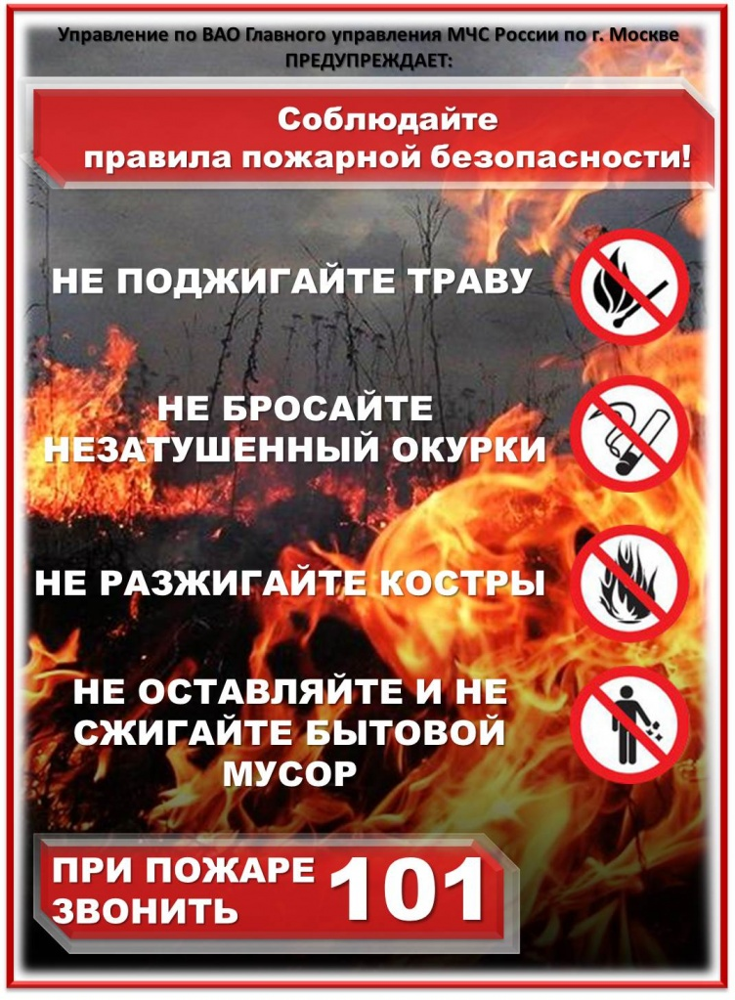 Управление по ВАО Главного управления МЧС России по г. Москве
ПРЕДУПРЕЖДАЕТ:
Соблюдайте
правила пожарной безопасности!
НЕ ПОДЖИГАЙТЕ ТРАВУ
НЕ БРОСАЙТЕ
НЕЗАТУШЕННЫЙ ОКУРКИ
НЕ РАЗЖИГАЙТЕ КОСТРЫ
НЕ ОСТАВЛЯЙТЕ И НЕ
СЖИГАЙТЕ БЫТОВОЙ
МУСОР
ПРИ ПОЖАРЕ
ЗВОНИТЬ
101